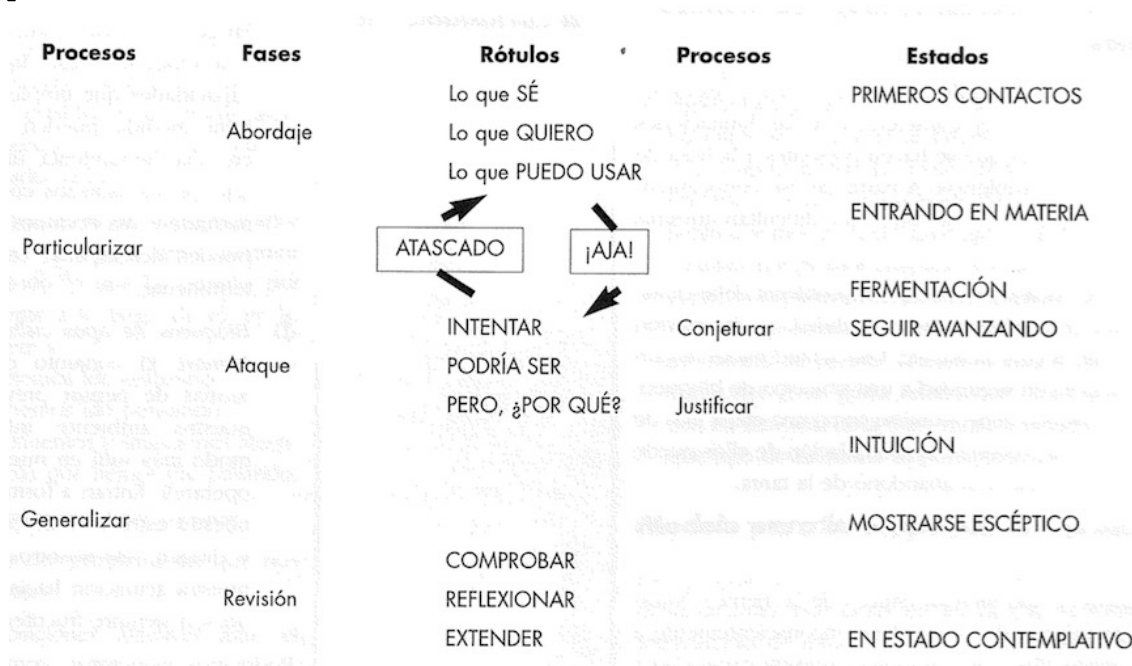 Procesos Fases Rótulos Procesos Estados
Lo que SÉ PRIMEROS CONTACTOS
Abordaje Lo que QUIERO
Lo que PUEDO USAR
ENTRANDO EN MATERIA
Particularizar ATASCADO ¡AJA!
FERMENTACIÓN
INTENTAR Conjeturar SEGUIR AVANZANDO
Ataque PODRÍA SER
PERO, ¿POR QUÉ? Justificar
INTUICIÓN
Generalizar MOSTRARSE ESCÉPTICO
COMPROBAR
Revisión REFLEXIONAR
EXTENDER EN ESTADO CONTEMPLATIVO